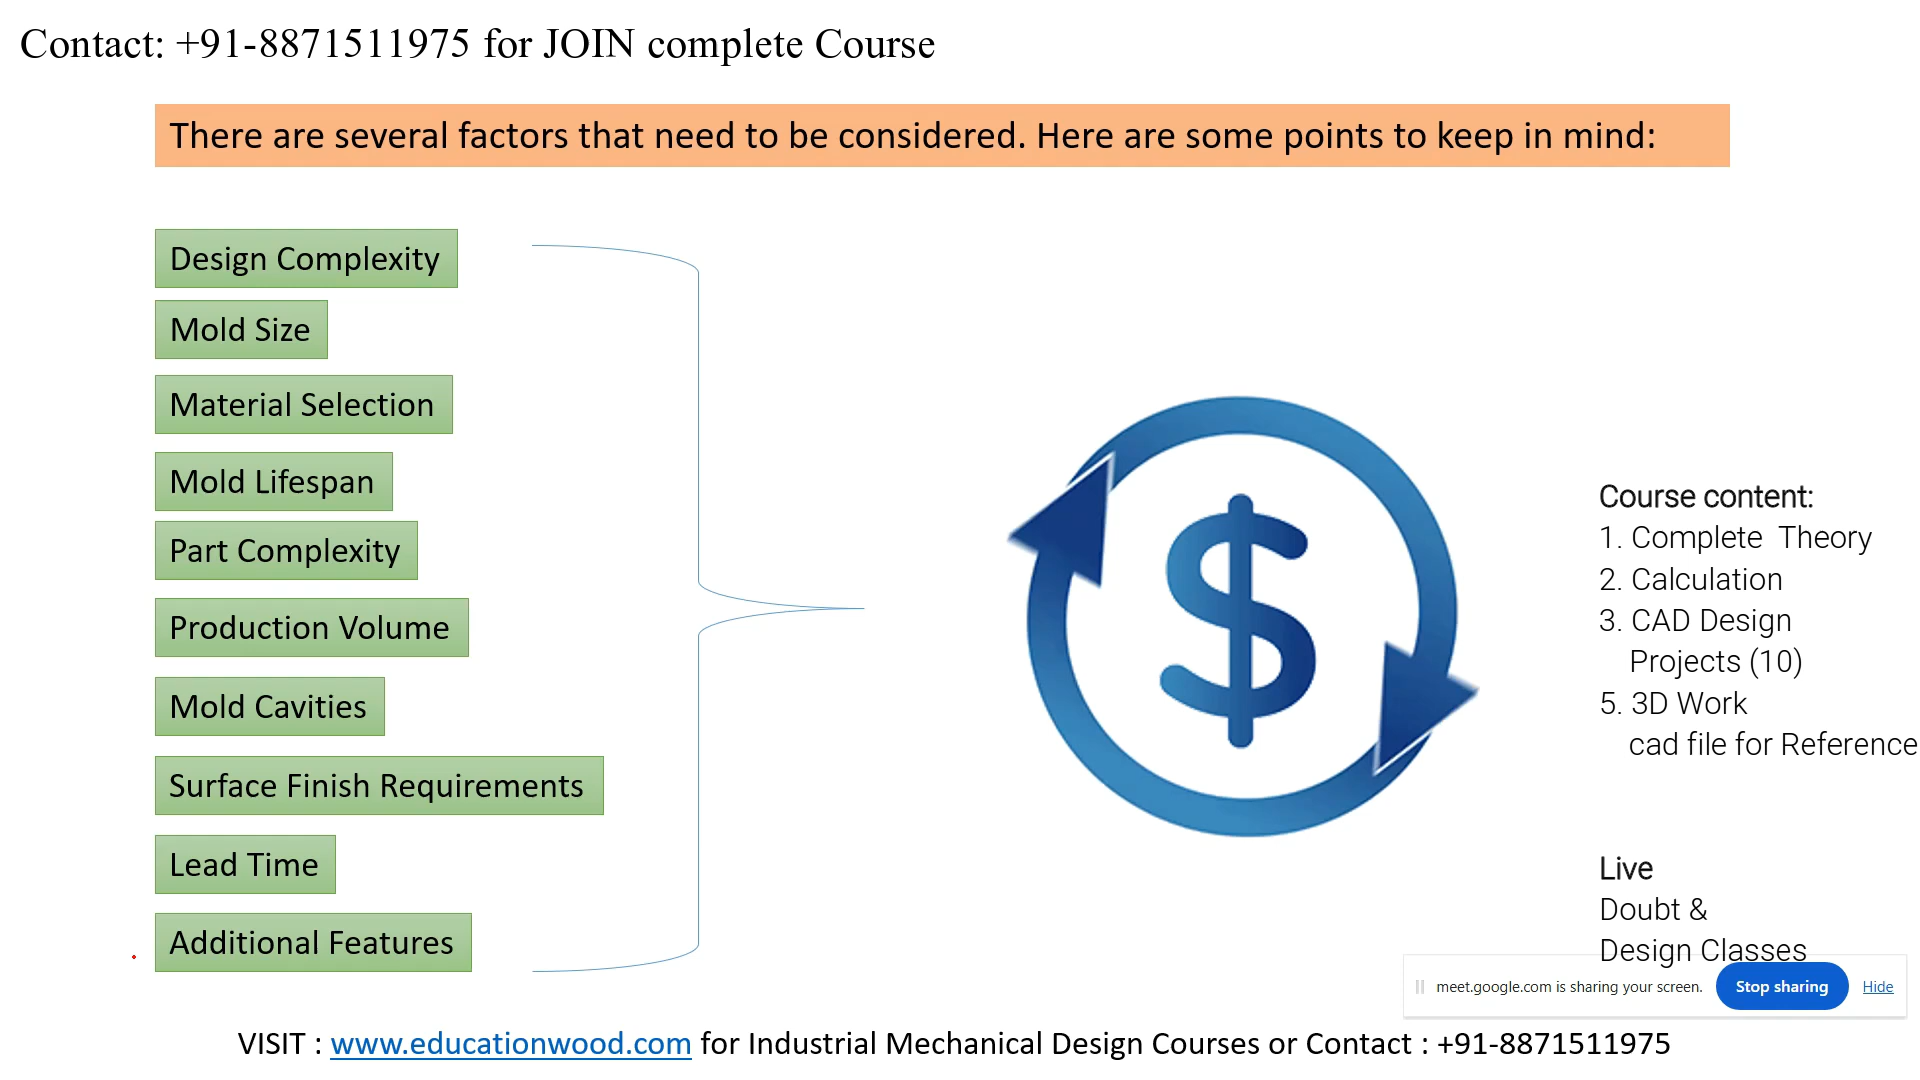 Contact: +91-8871511975 for JOIN complete Course
There are several factors that need to be considered. Here are some points to keep in mind:
Design Complexity
Mold Size
Material Selection
Mold Lifespan
Part Complexity
Production Volume
Mold Cavities
Surface Finish Requirements
Lead Time
Additional Features
$
Course content:
1. Complete  Theory
2. Calculation
3. CAD Design
Projects (10)
5. 3D Work
cad file for Reference
Live
Doubt &
Design Classes
meet.google.com is sharing your screen. Stop sharing Hide
VISIT : www.educationwood.com for Industrial Mechanical Design Courses or Contact : +91-8871511975